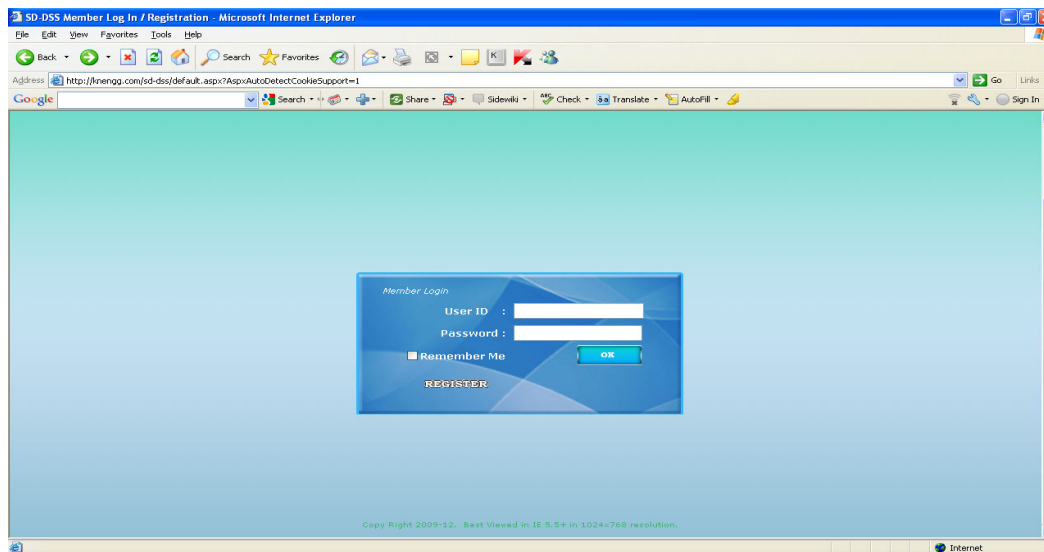 SD-DSS Member Log In / Registration - Microsoft Internet Explorer
File Edit View Favorites Tools Help
Back Search Favorites
Address http://knengg.com/sd-dss/default.aspx?AspxAutoDetectCookieSupport=1 Go Links
Google Search Share Sidewiki Check Translate AutoFill Sign In
Member Login
User ID :
Password :
Remember Me OK
REGISTER
Copy Right 2009-12. Best Viewed in IE 5.5+ in 1024x768 resolution.
Internet